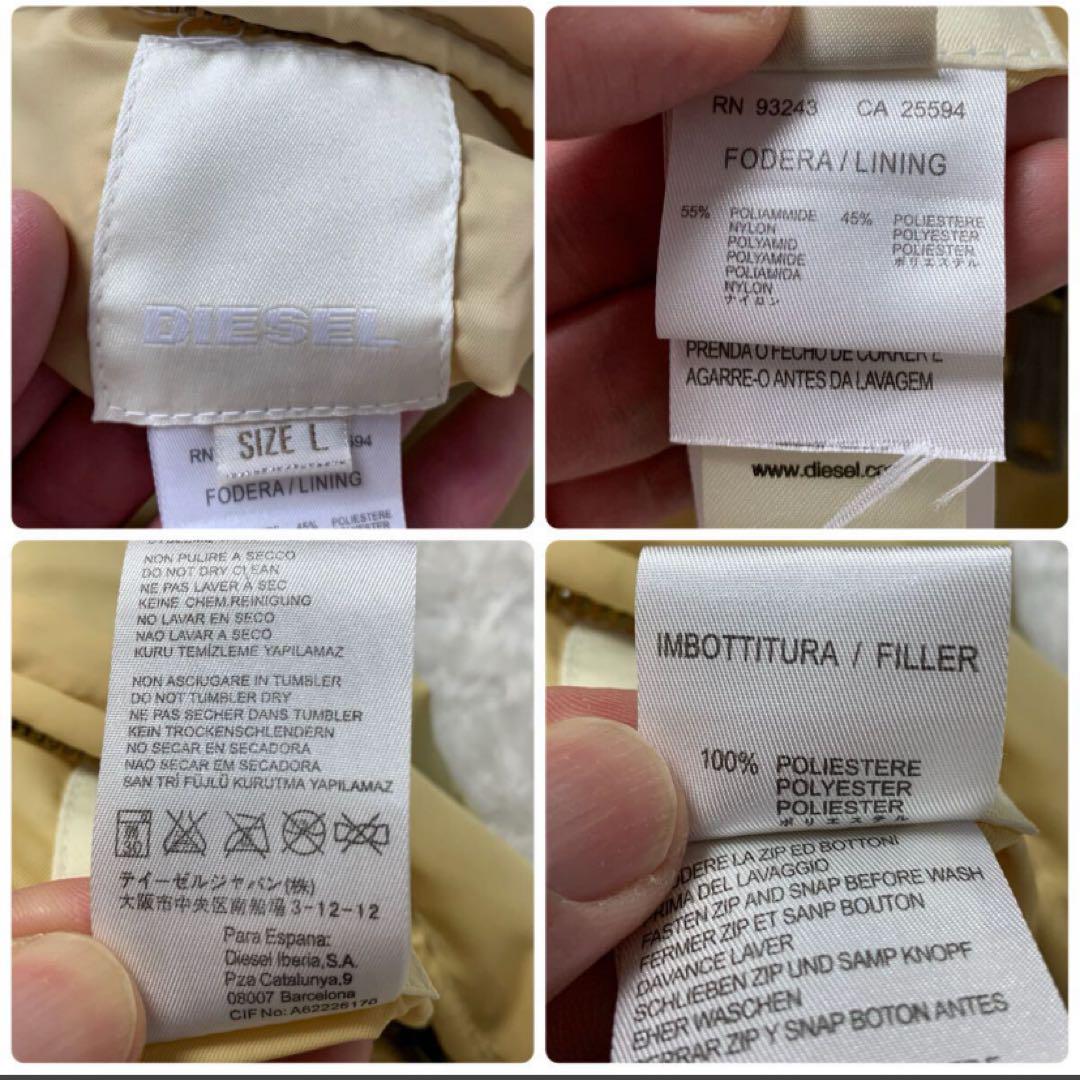 DIESEL
SIZE L
RN 594
FODERA / LINING
45% POLIESTERE
RN 93243 CA 25594
FODERA / LINING
55% POLIAMMIDE 45% POLIESTERE
NYLON POLYESTER
POLYAMID POLIESTER
POLYAMIDE ポリエステル
POLIAMIDA
NYLON
ナイロン
PRENDA O FECHO DE CORRER E
AGARRE-O ANTES DA LAVAGEM
www.diesel.co
NON PULIRE A SECCO
DO NOT DRY CLEAN
NE PAS LAVER A SEC
KEINE CHEM.REINIGUNG
NO LAVAR EN SECO
NAO LAVAR A SECO
KURU TEMİZLEME YAPILAMAZ
NON ASCIUGARE IN TUMBLER
DO NOT TUMBLER DRY
NE PAS SECHER DANS TUMBLER
KEIN TROCKENSCHLENDERN
NO SECAR EN SECADORA
NAO SECAR EM SECADORA
SAN TRİ FÜJLÜ KURUTMA YAPILAMAZ
30
テイーゼルジャパン(株)
大阪市中央区南船場3-12-12
Para Espana:
Diesel Iberia,S.A.
Pza Catalunya,9
08007 Barcelona
CIF No: A62226170
IMBOTTITURA / FILLER
100% POLIESTERE
POLYESTER
POLIESTER
ポリエステル
UDERE LA ZIP ED BOTTONI
PRIMA DEL LAVAGGIO
FASTEN ZIP AND SNAP BEFORE WASH
FERMER ZIP ET SANP BOUTON
DAVANCE LAVER
SCHLIEBEN ZIP UND SAMP KNOPF
EHER WASCHEN
ERRAR ZIP Y SNAP BOTON ANTES